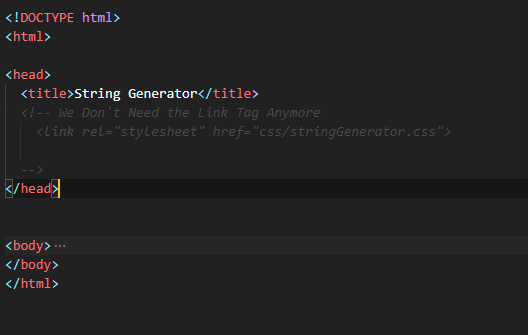 <!DOCTYPE html>
<html>
<head>
<title>String Generator</title>
<!-- We Don't Need the Link Tag Anymore
<link rel="stylesheet" href="css/stringGenerator.css">
-->
</head>
<body>···
</body>
</html>